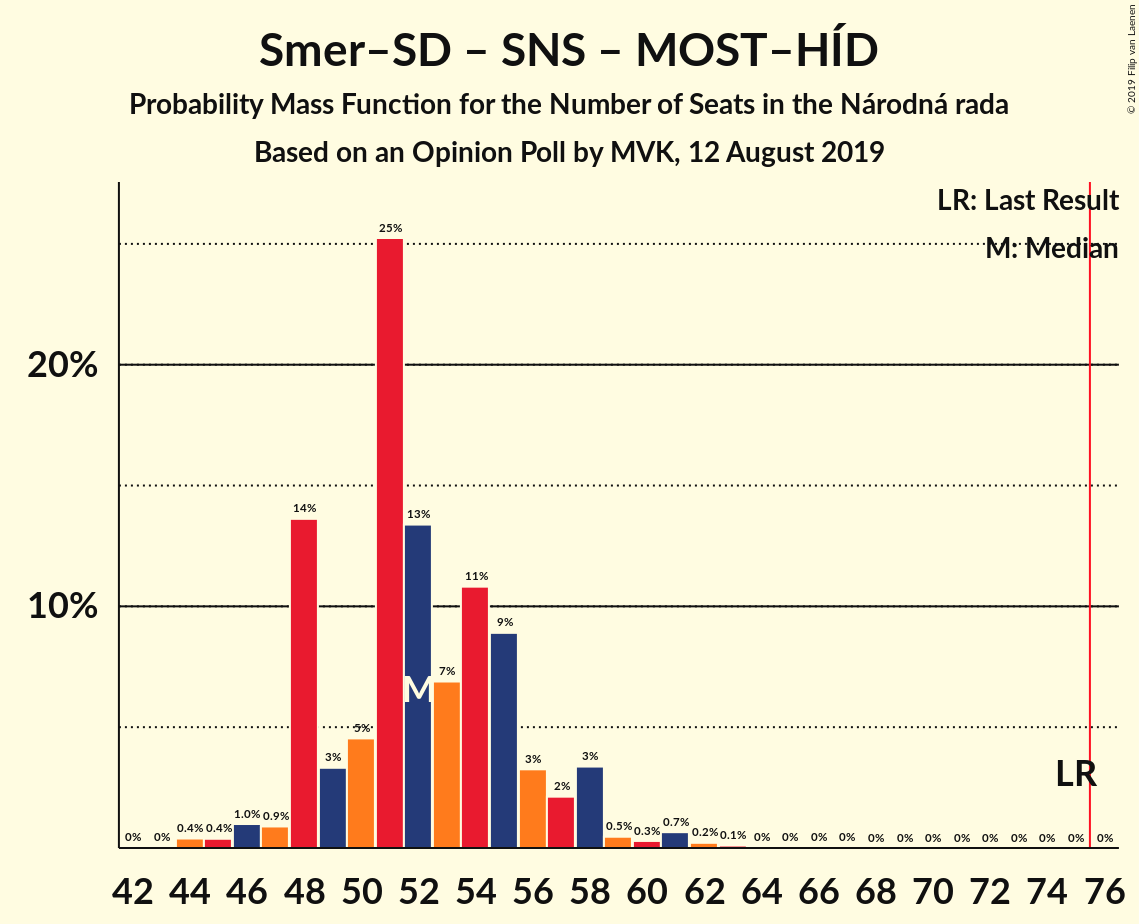 Smer–SD – SNS – MOST–HÍD
Probability Mass Function for the Number of Seats in the Národná rada
Based on an Opinion Poll by MVK, 12 August 2019
© 2019 Filip van Laenen
LR: Last Result
M: Median
20%
10%
0% 0% 0.4% 0.4% 1.0% 0.9% 14% 3% 5% 25% 13% 7% 11% 9% 3% 2% 3% 0.5% 0.3% 0.7% 0.2% 0.1% 0% 0% 0% 0% 0% 0% 0% 0% 0% 0% 0% 0% 0%
M
LR
42 44 46 48 50 52 54 56 58 60 62 64 66 68 70 72 74 76